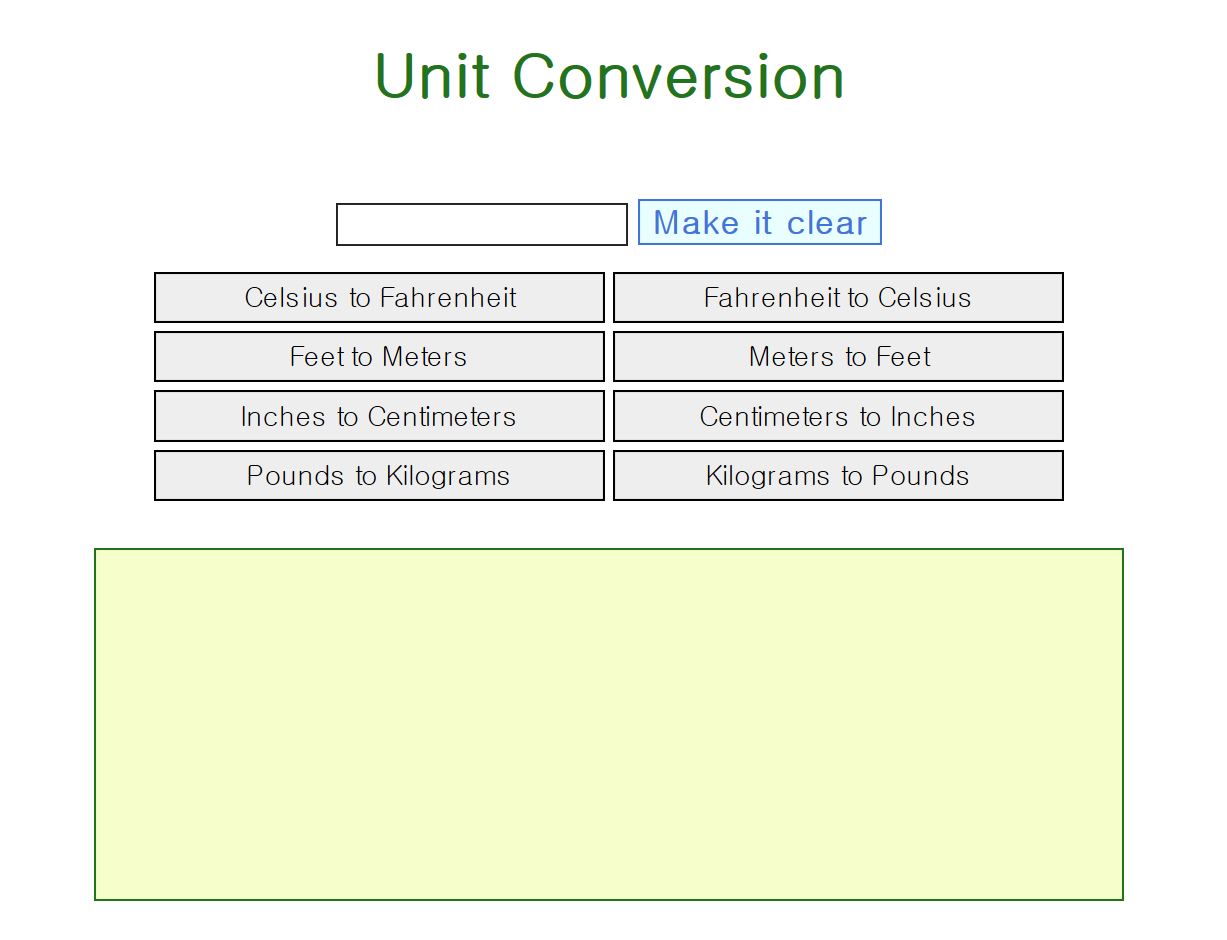 Unit Conversion
Make it clear
Celsius to Fahrenheit
Fahrenheit to Celsius
Feet to Meters
Meters to Feet
Inches to Centimeters
Centimeters to Inches
Pounds to Kilograms
Kilograms to Pounds